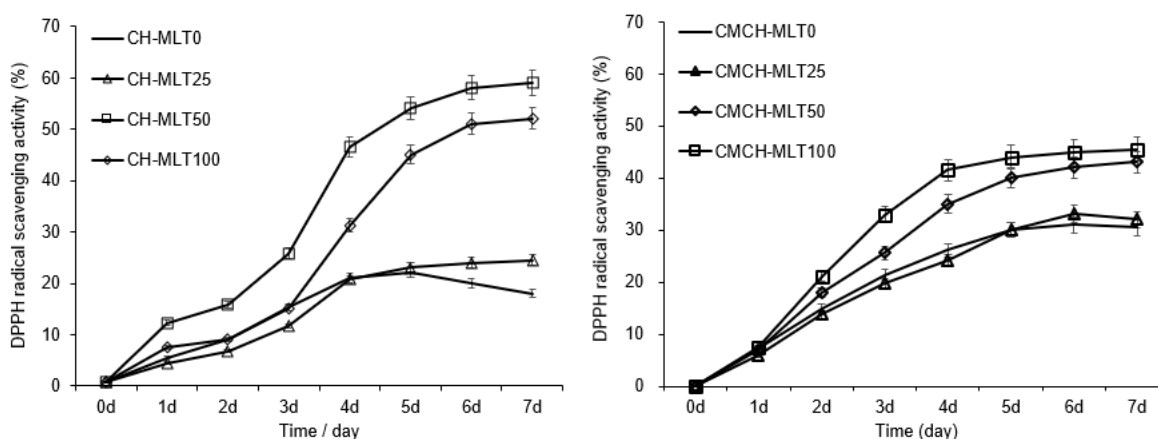 DPPH radical scavenging activity (%)
70
60
50
40
30
20
10
0
CH-MLT0
CH-MLT25
CH-MLT50
CH-MLT100
0d 1d 2d 3d 4d 5d 6d 7d
Time / day
DPPH radical scavenging activity (%)
70
60
50
40
30
20
10
0
CMCH-MLT0
CMCH-MLT25
CMCH-MLT50
CMCH-MLT100
0d 1d 2d 3d 4d 5d 6d 7d
Time (day)